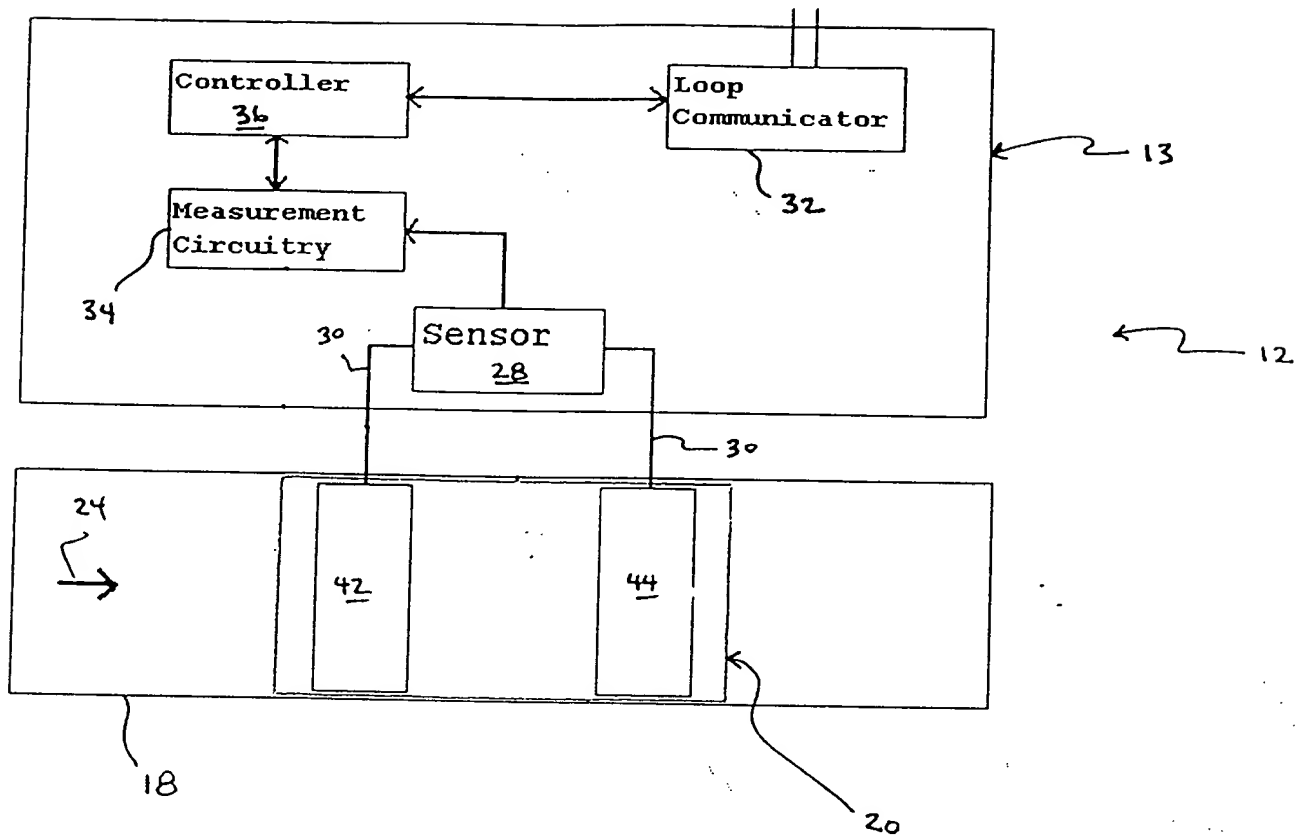 Controller
36
Loop
Communicator
13
32
Measurement
Circuitry
34
30
Sensor
28
12
30
24
42
44
18
20